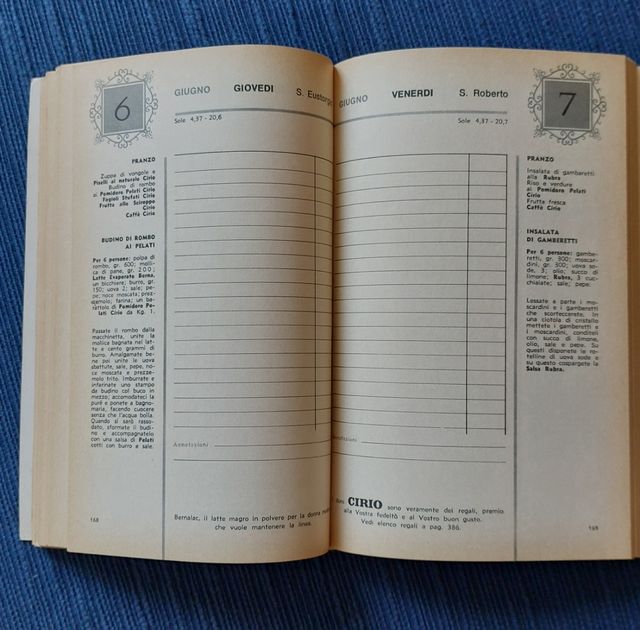 6
GIUGNO GIOVEDI S. Eustorgio
Sole 4,37 - 20,6
PRANZO
Zuppa di vongole e
Piselli al naturale Cirio
Budino di rombo
ai Pomidoro Pelati Cirio
Fagioli Stufati Cirio
Frutta allo Sciroppo
Cirio
Caffè Cirio
BUDINO DI ROMBO
AI PELATI
Per 6 persone: polpa di
rombo, gr. 600; molli-
ca di pane, gr. 200;
Latte Evaporato Berna,
un bicchiere; burro, gr.
150; uova 2; sale; pe-
pe; noce moscata; prez-
zemolo; farina; un ba-
rattolo di Pomidoro Pe-
lati Cirio da Kg. 1.
Passate il rombo dalla
macchinetta, unite la
mollica bagnata nel lat-
te e cento grammi di
burro. Amalgamate be-
ne poi unite le uova
sbattute, sale, pepe, no-
ce moscata e prezze-
molo trito. Imburrate e
infarinate uno stampo
da budino col buco in
mezzo; accomodateci la
purè e ponete a bagno-
maria, facendo cuocere
senza che l'acqua bolla.
Quando si sarà rasso-
dato, sformate il budi-
no e accompagnatelo
con una salsa di Pelati
cotti con burro e sale.
Annotazioni
Bernalac, il latte magro in polvere per la donna
che vuole mantenere la linea.
168
GIUGNO VENERDI S. Roberto
7
Sole 4,37 - 20,7
PRANZO
Insalata di gamberetti
alla Rubra
Riso e verdure
ai Pomidoro Pelati
Cirio
Frutta fresca
Caffè Cirio
INSALATA
DI GAMBERETTI
Per 6 persone: gambe-
retti, gr. 300; moscar-
dini, gr. 300; uova so-
de, 3; olio; succo di
limone; Rubra, 3 cuc-
chiaiate; sale; pepe.
Lessate a parte i mo-
scardini e i gamberetti
che sgusciarete. In
una ciotola di cristallo
mettete i gamberetti e
i moscardini, conditeli
con succo di limone,
olio, sale e pepe. Su
questi disponete le ro-
telline di uova sode e
su questo cospargete la
Salsa Rubra.
Annotazioni
doni CIRIO sono veramente dei regali, premio
alla Vostra fedeltà e al Vostro buon gusto.
Vedi elenco regali a pag. 386.
169